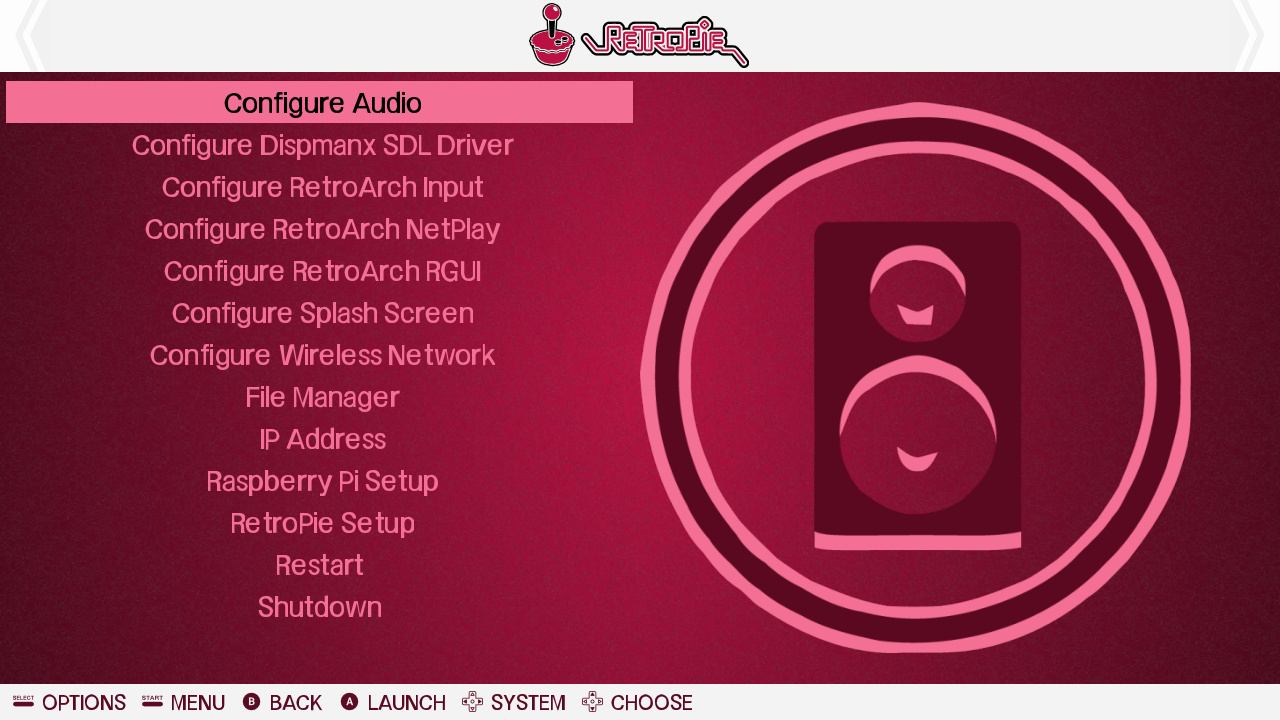 RETROPIE
Configure Audio
Configure Dispmanx SDL Driver
Configure RetroArch Input
Configure RetroArch NetPlay
Configure RetroArch RGUI
Configure Splash Screen
Configure Wireless Network
File Manager
IP Address
Raspberry Pi Setup
RetroPie Setup
Restart
Shutdown
SELECT OPTIONS START MENU B BACK A LAUNCH SYSTEM CHOOSE